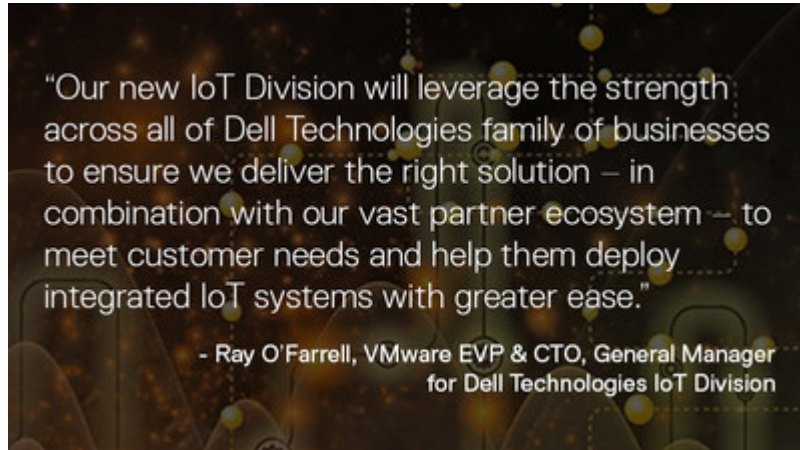 “Our new IoT Division will leverage the strength
across all of Dell Technologies family of businesses
to ensure we deliver the right solution – in
combination with our vast partner ecosystem – to
meet customer needs and help them deploy
integrated IoT systems with greater ease.”
- Ray O'Farrell, VMware EVP & CTO, General Manager
for Dell Technologies IoT Division